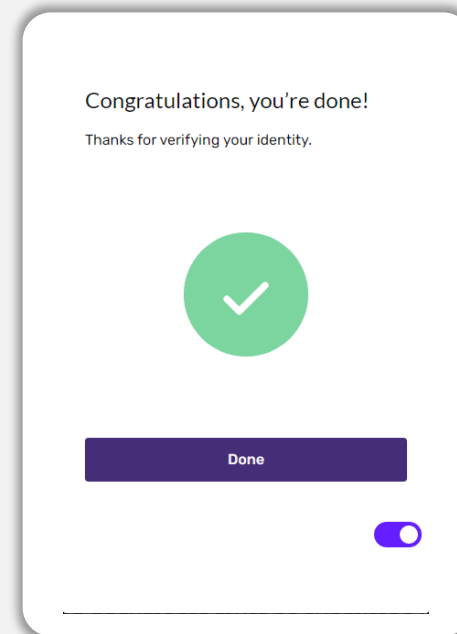 Congratulations, you’re done!
Thanks for verifying your identity.
Done